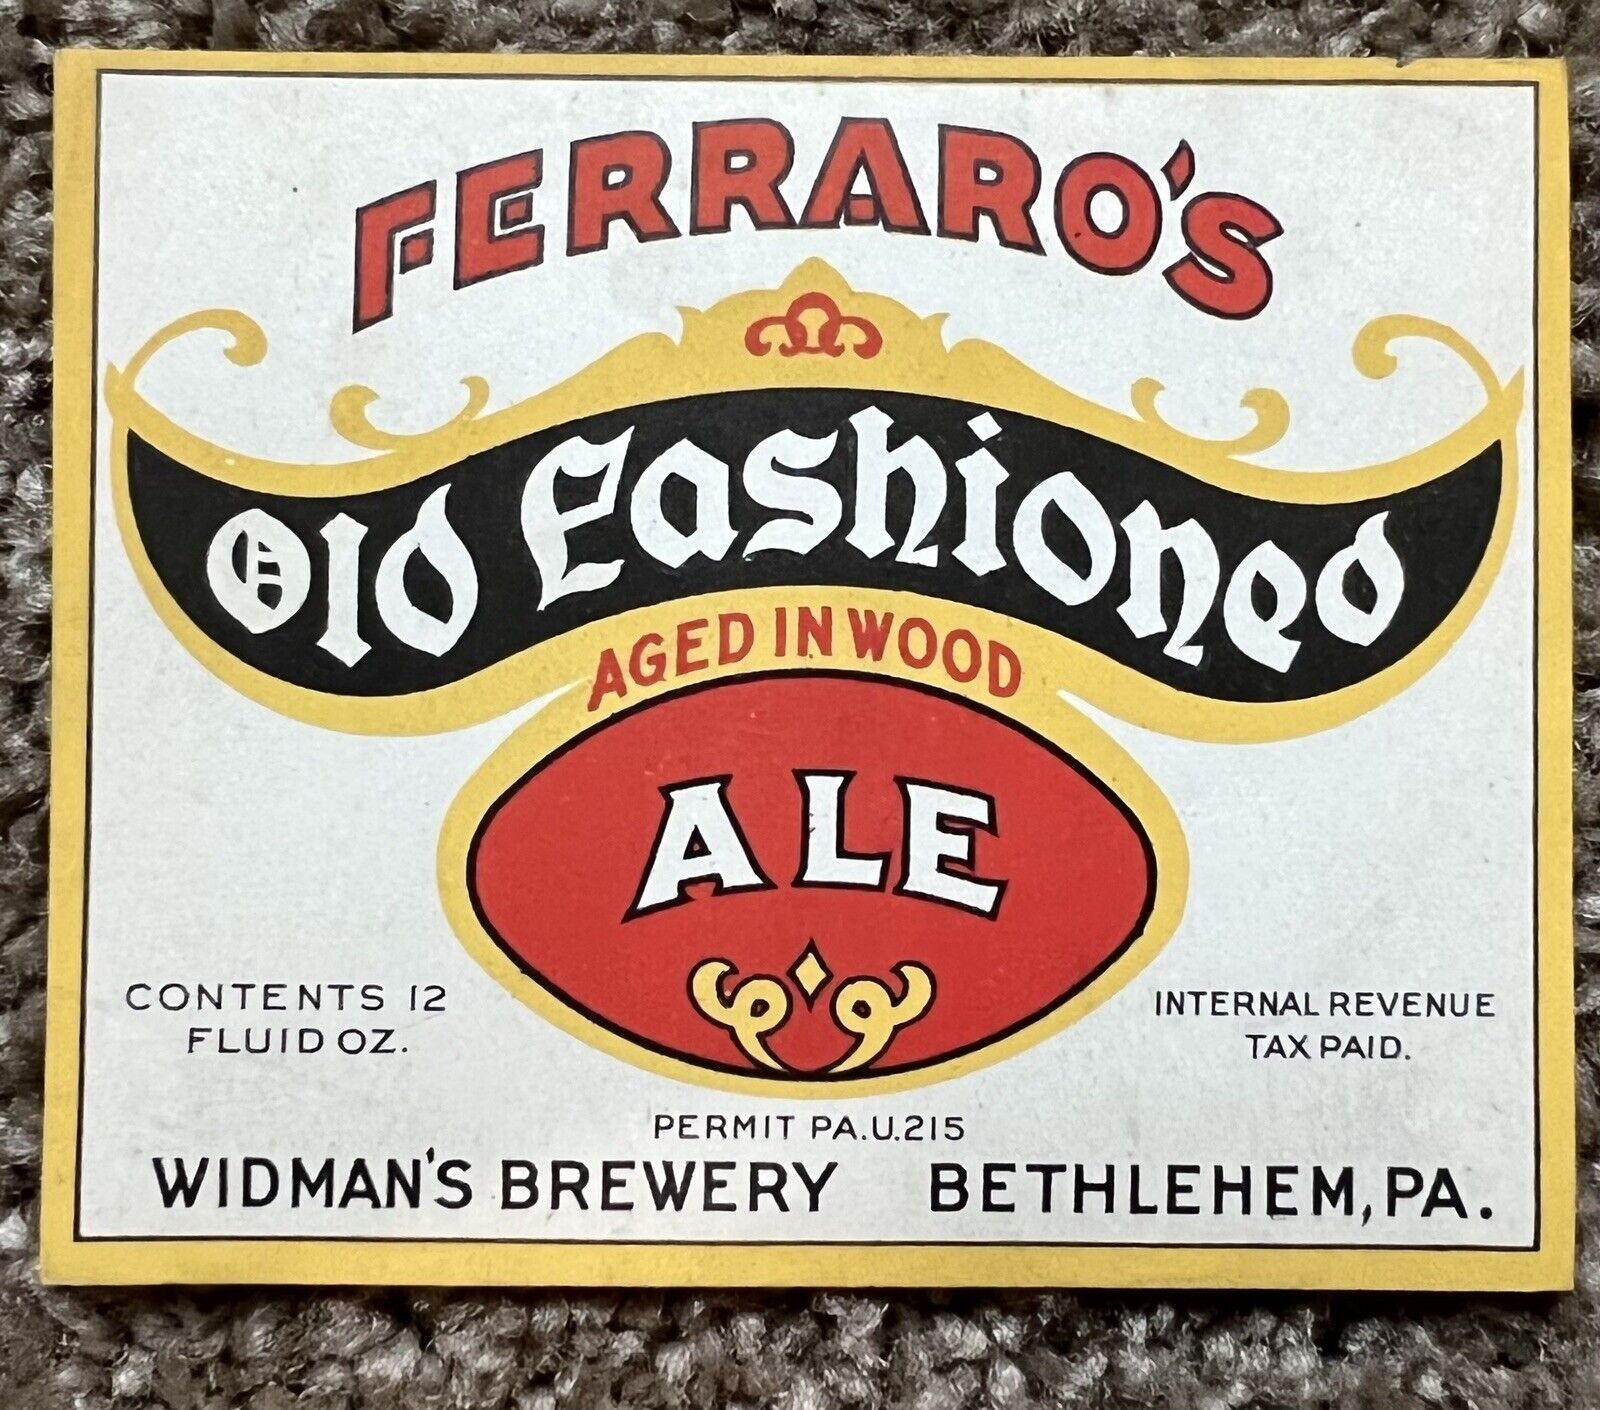 FERRARO'S
Old Fashioned
AGED IN WOOD
ALE
CONTENTS 12
FLUID OZ.
INTERNAL REVENUE
TAX PAID.
PERMIT PA.U.215
WIDMAN'S BREWERY BETHLEHEM, PA.